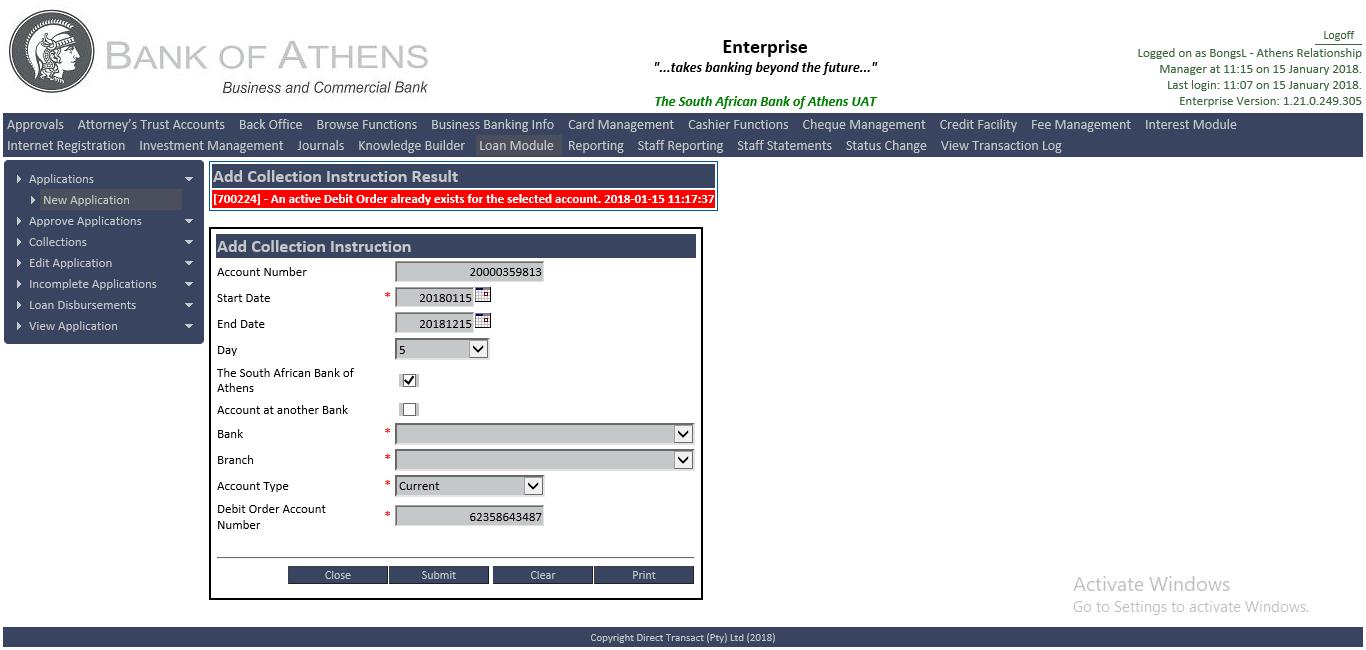 BANK OF ATHENS
Business and Commercial Bank
Enterprise
"...takes banking beyond the future..."
The South African Bank of Athens UAT
Logoff
Logged on as BongsL - Athens Relationship
Manager at 11:15 on 15 January 2018.
Last login: 11:07 on 15 January 2018.
Enterprise Version: 1.21.0.249.305
Approvals Attorney's Trust Accounts Back Office Browse Functions Business Banking Info Card Management Cashier Functions Cheque Management Credit Facility Fee Management Interest Module
Internet Registration Investment Management Journals Knowledge Builder Loan Module Reporting Staff Reporting Staff Statements Status Change View Transaction Log
Applications
New Application
Approve Applications
Collections
Edit Application
Incomplete Applications
Loan Disbursements
View Application
Add Collection Instruction Result
[700224] - An active Debit Order already exists for the selected account. 2018-01-15 11:17:37
Add Collection Instruction
Account Number 20000359813
Start Date * 20180115
End Date 20181215
Day 5
The South African Bank of
Athens
Account at another Bank
Bank *
Branch *
Account Type * Current
Debit Order Account
Number * 62358643487
Close Submit Clear Print
Activate Windows
Go to Settings to activate Windows.
Copyright Direct Transact (Pty) Ltd (2018)